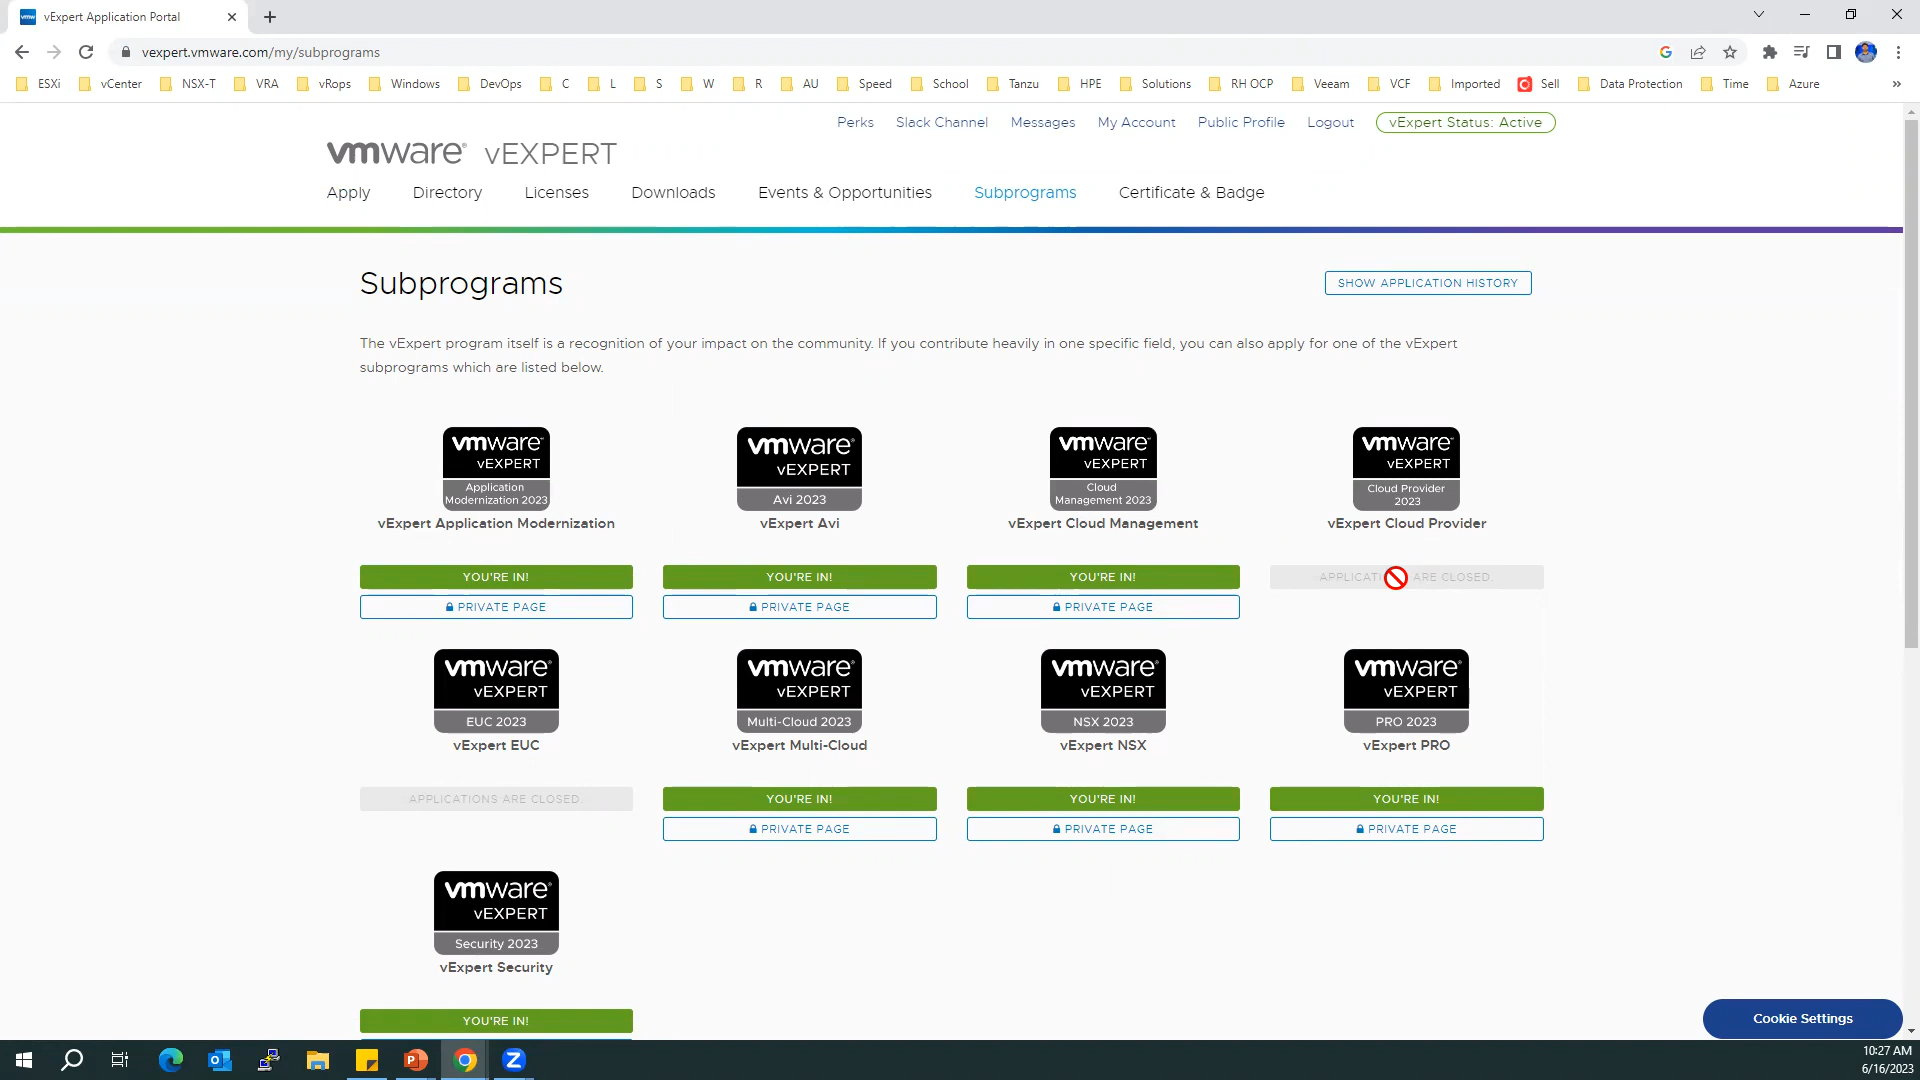 vExpert Application Portal
vexpert.vmware.com/my/subprograms
ESXi vCenter NSX-T VRA vRops Windows DevOps C L S W R AU Speed School Tanzu HPE Solutions RH OCP Veeam VCF Imported Sell Data Protection Time Azure »
Perks Slack Channel Messages My Account Public Profile Logout vExpert Status: Active
vmware® vEXPERT
Apply Directory Licenses Downloads Events & Opportunities Subprograms Certificate & Badge
Subprograms
SHOW APPLICATION HISTORY
The vExpert program itself is a recognition of your impact on the community. If you contribute heavily in one specific field, you can also apply for one of the vExpert
subprograms which are listed below.
vmware® vmware® vmware® vmware®
vEXPERT vEXPERT vEXPERT vEXPERT
Application
Modernization 2023
Avi 2023
Cloud
Management 2023
Cloud Provider
2023
vExpert Application Modernization vExpert Avi vExpert Cloud Management vExpert Cloud Provider
YOU'RE IN! YOU'RE IN! YOU'RE IN! APPLICATI ARE CLOSED.
PRIVATE PAGE PRIVATE PAGE PRIVATE PAGE
vmware® vmware® vmware® vmware®
vEXPERT vEXPERT vEXPERT vEXPERT
EUC 2023 Multi-Cloud 2023 NSX 2023 PRO 2023
vExpert EUC vExpert Multi-Cloud vExpert NSX vExpert PRO
APPLICATIONS ARE CLOSED. YOU'RE IN! YOU'RE IN! YOU'RE IN!
PRIVATE PAGE PRIVATE PAGE PRIVATE PAGE
vmware®
vEXPERT
Security 2023
vExpert Security
YOU'RE IN!
Cookie Settings
10:27 AM
6/16/2023